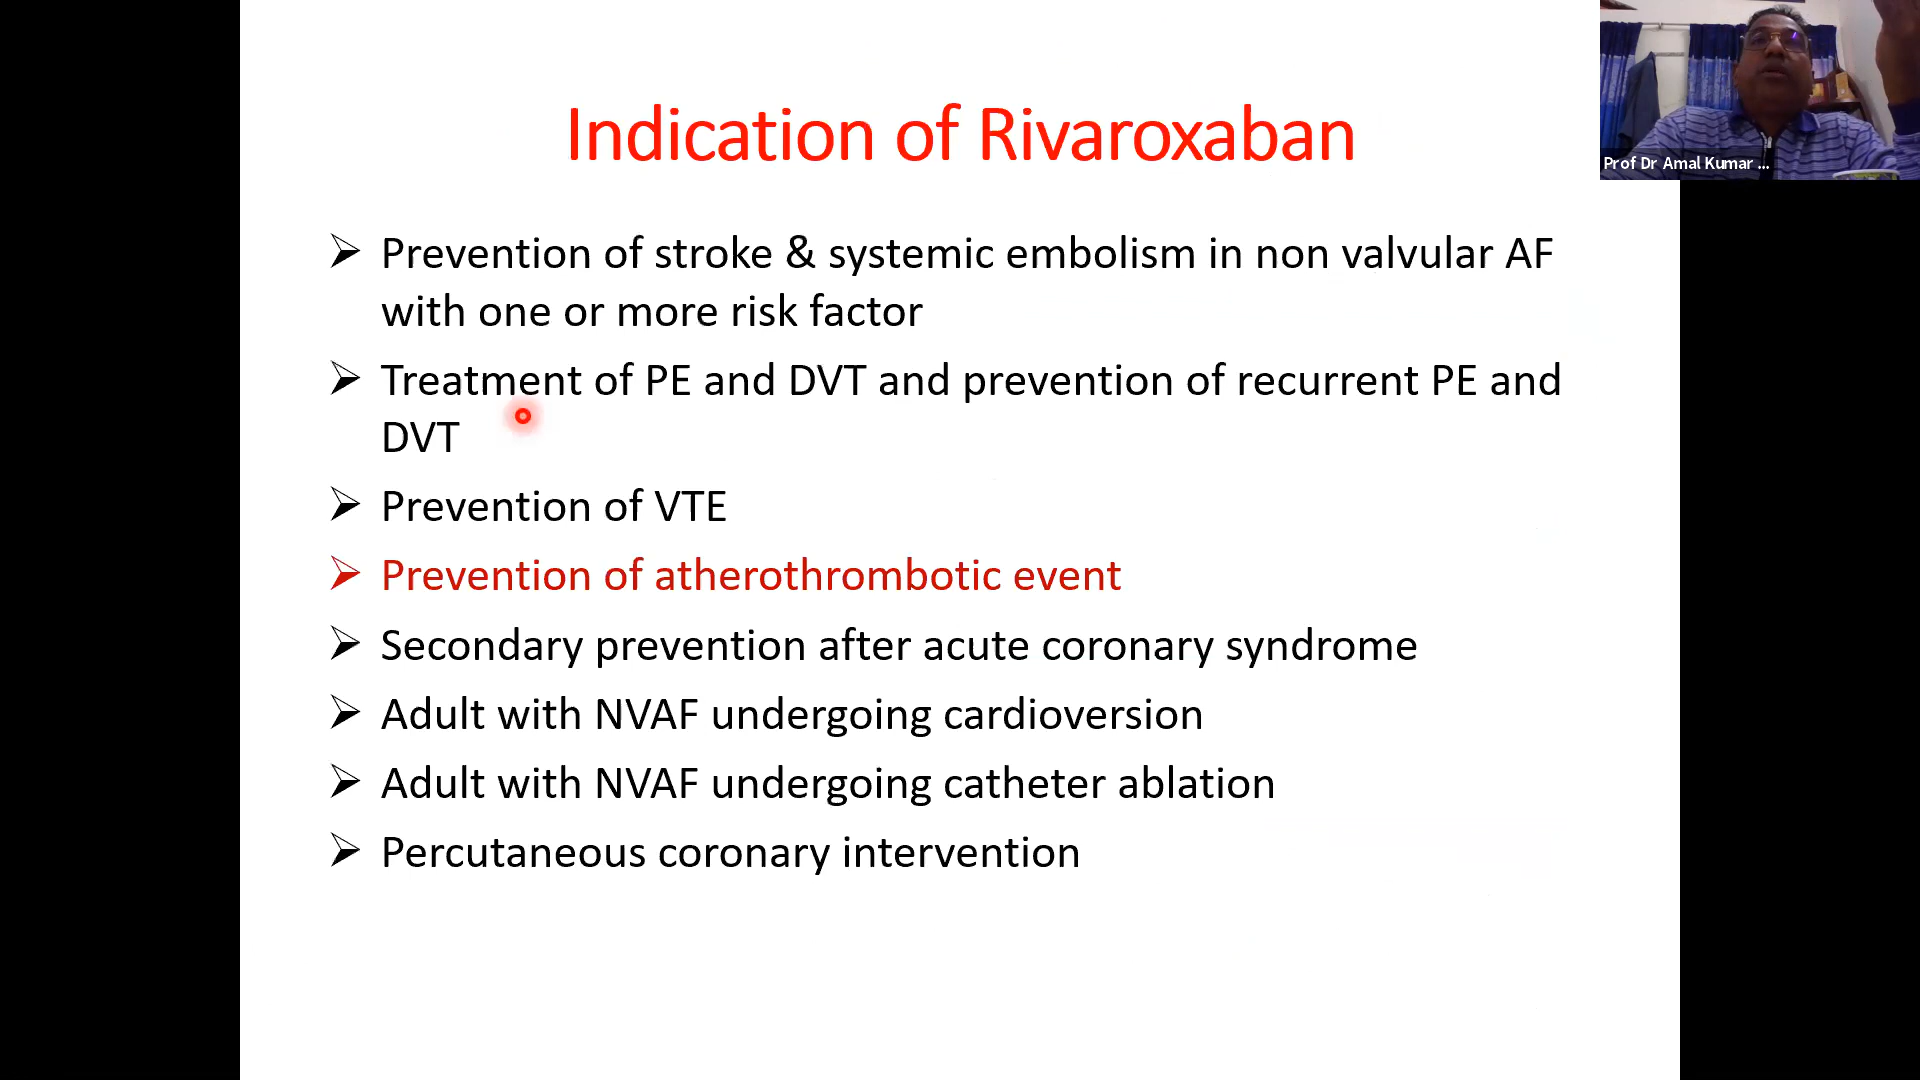 Indication of Rivaroxaban
Prof Dr Amal Kumar ...
➢ Prevention of stroke & systemic embolism in non valvular AF
with one or more risk factor
➢ Treatment of PE and DVT and prevention of recurrent PE and
DVT
➢ Prevention of VTE
➢ Prevention of atherothrombotic event
➢ Secondary prevention after acute coronary syndrome
➢ Adult with NVAF undergoing cardioversion
➢ Adult with NVAF undergoing catheter ablation
➢ Percutaneous coronary intervention